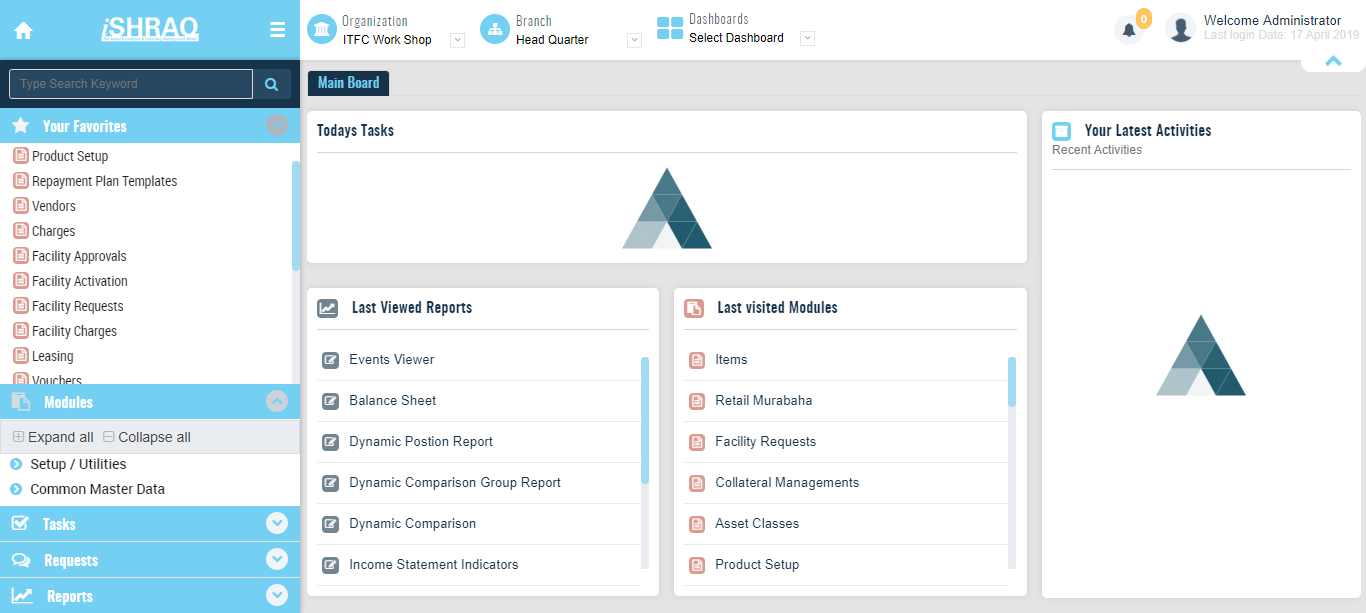 iSHRAQ
Organization
ITFC Work Shop
Branch
Head Quarter
Dashboards
Select Dashboard
0
Welcome Administrator
Last login Date: 17 April 2019
Type Search Keyword
Main Board
Your Favorites
Product Setup
Repayment Plan Templates
Vendors
Charges
Facility Approvals
Facility Activation
Facility Requests
Facility Charges
Leasing
Vouchers
Modules
Expand all Collapse all
Setup / Utilities
Common Master Data
Tasks
Requests
Reports
Todays Tasks
Last Viewed Reports
Events Viewer
Balance Sheet
Dynamic Postion Report
Dynamic Comparison Group Report
Dynamic Comparison
Income Statement Indicators
Last visited Modules
Items
Retail Murabaha
Facility Requests
Collateral Managements
Asset Classes
Product Setup
Your Latest Activities
Recent Activities